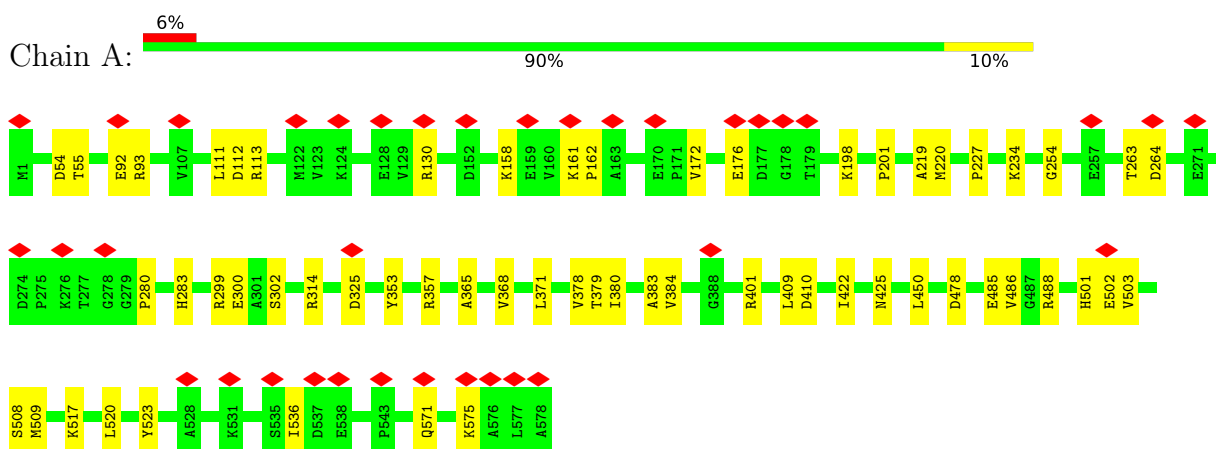 6%
Chain A:
90% 10%
M1 D54 T55 E92 R93 V107 L111 D112 R113 M122 V123 K124 E128 V129 R130 D152 K158 E159 V160 K161 P162 A163 E170 P171 V172 E176 D177 G178 T179 K198 P201 A219 M220 P227 K234 G254 E257 T263 D264 E271
D274 P275 K276 T277 G278 G279 P280 H283 R299 E300 A301 S302 R314 D325 Y353 R357 A365 V368 L371 V378 T379 I380 A383 V384 G388 R401 L409 D410 I422 N425 L450 D478 E485 V486 G487 R488 H501 E502 V503
S508 M509 K517 L520 Y523 A528 K531 S535 I536 D537 E538 P543 Q571 K575 A576 L577 A578